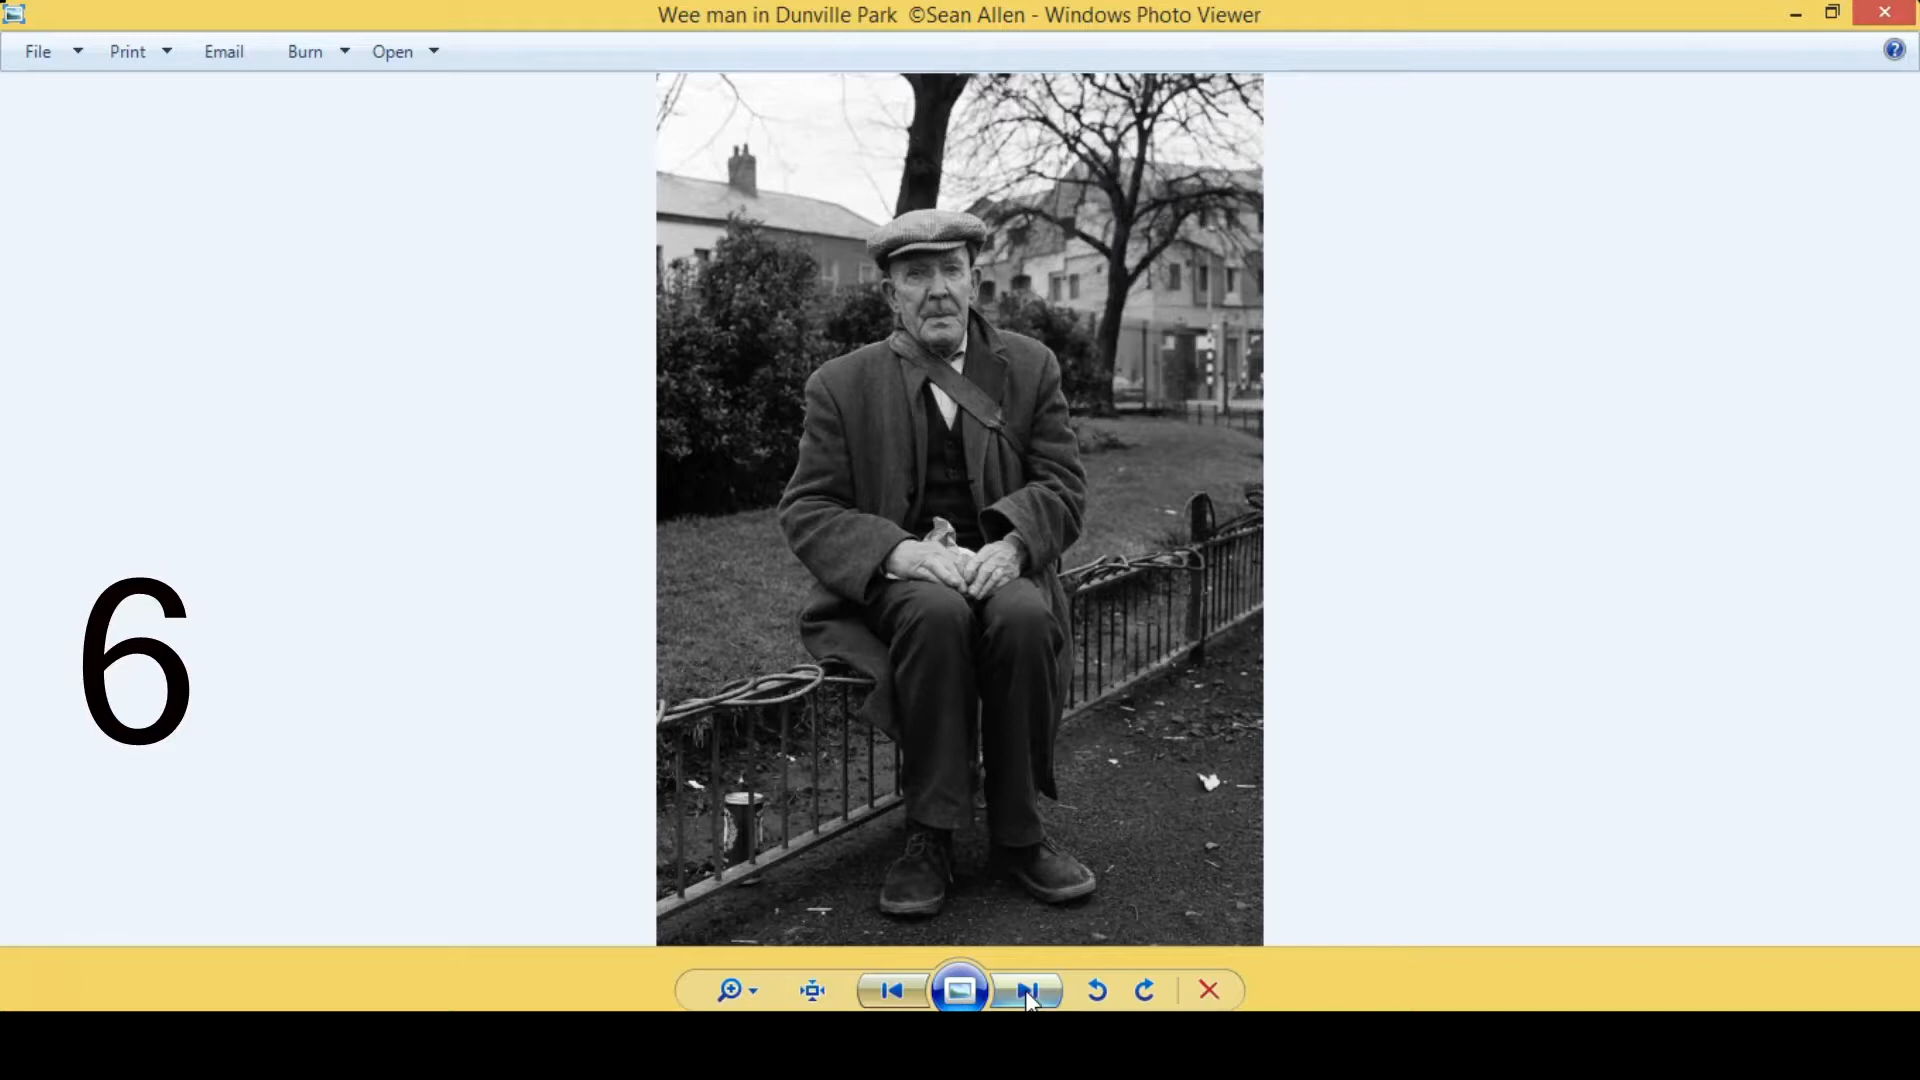 Wee man in Dunville Park ©Sean Allen - Windows Photo Viewer
File Print Email Burn Open
?
6